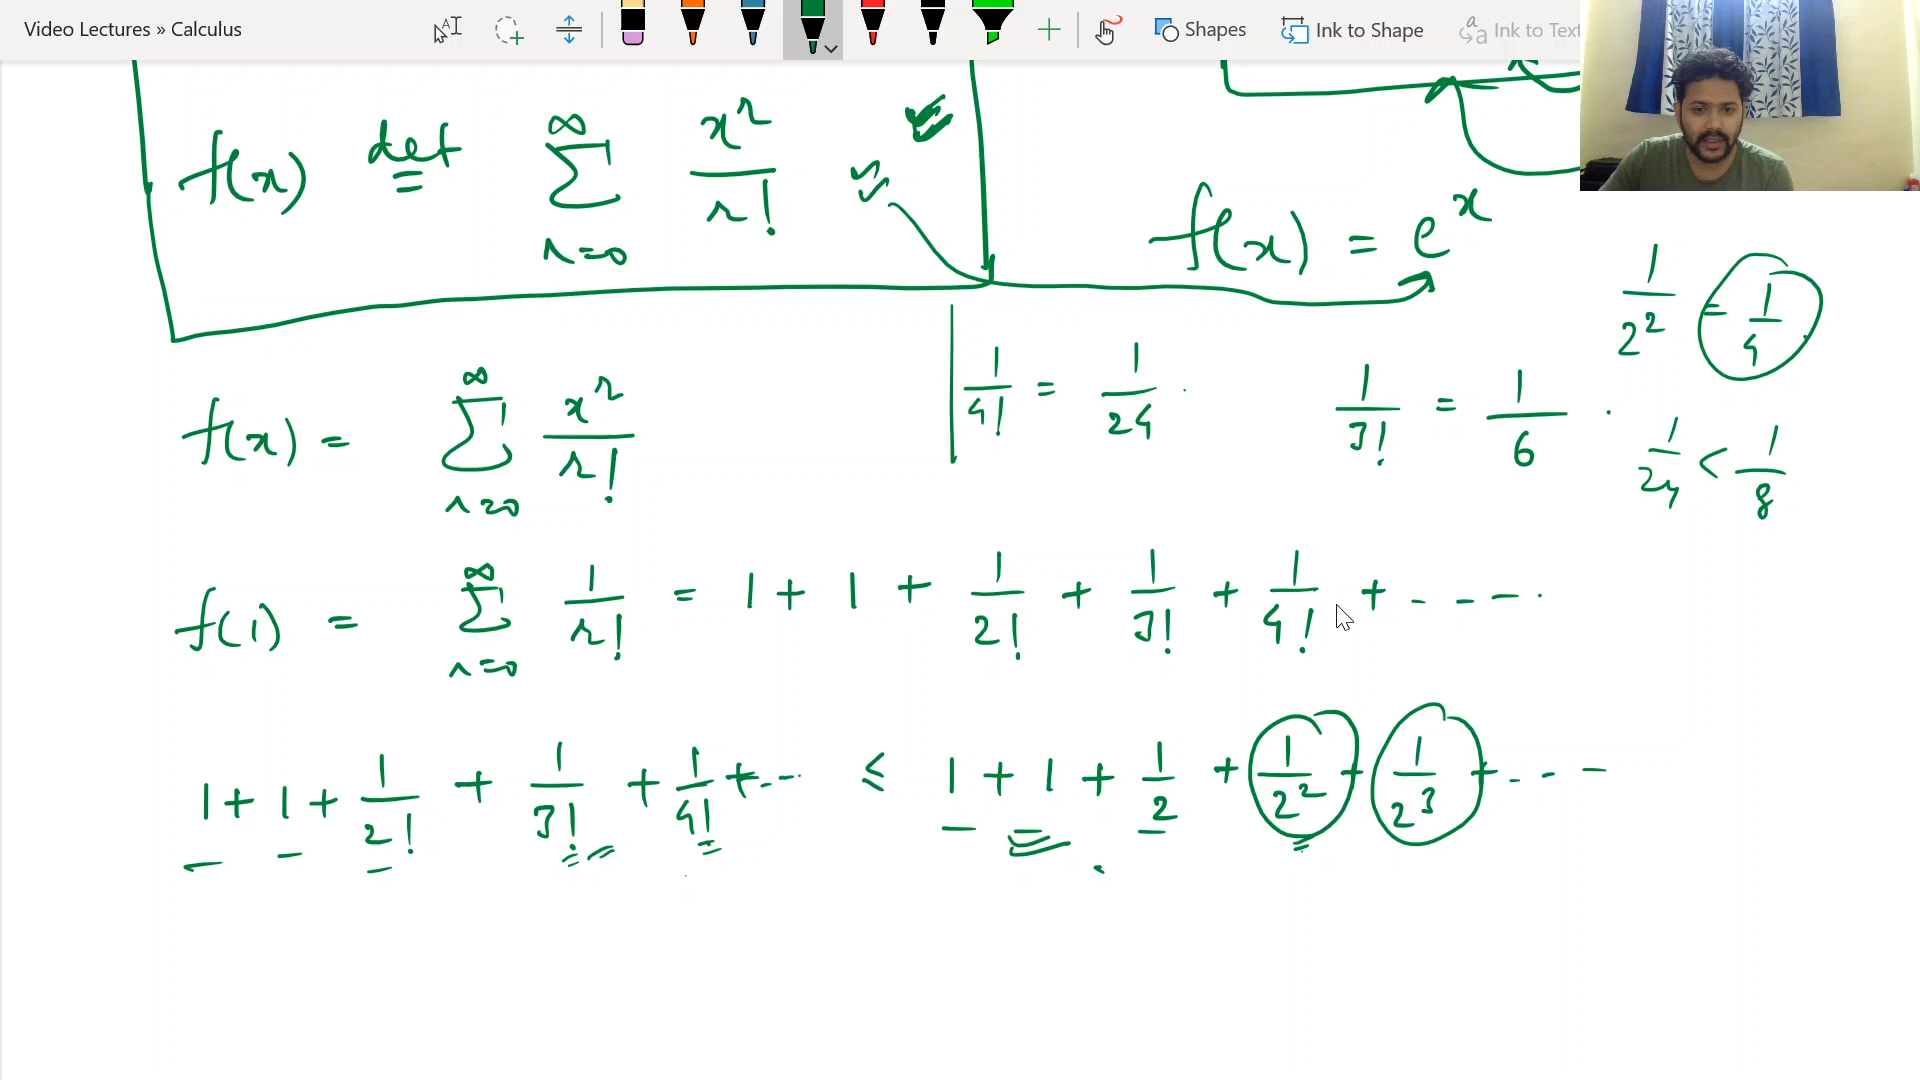 Video Lectures » Calculus
Shapes
Ink to Shape
Ink to Text
f(x) def = ∞ Σ r=0 x^r / r!
f(x) = e^x
1/2^2 = 1/4
f(x) = ∞ Σ r=0 x^r / r!
1/4! = 1/24 .
1/3! = 1/6 .
1/24 < 1/8
f(1) = ∞ Σ r=0 1/r! = 1 + 1 + 1/2! + 1/3! + 1/4! + - - - - .
1 + 1 + 1/2! + 1/3! + 1/4! + - - . ≤ 1 + 1 + 1/2 + 1/2^2 + 1/2^3 + - - -